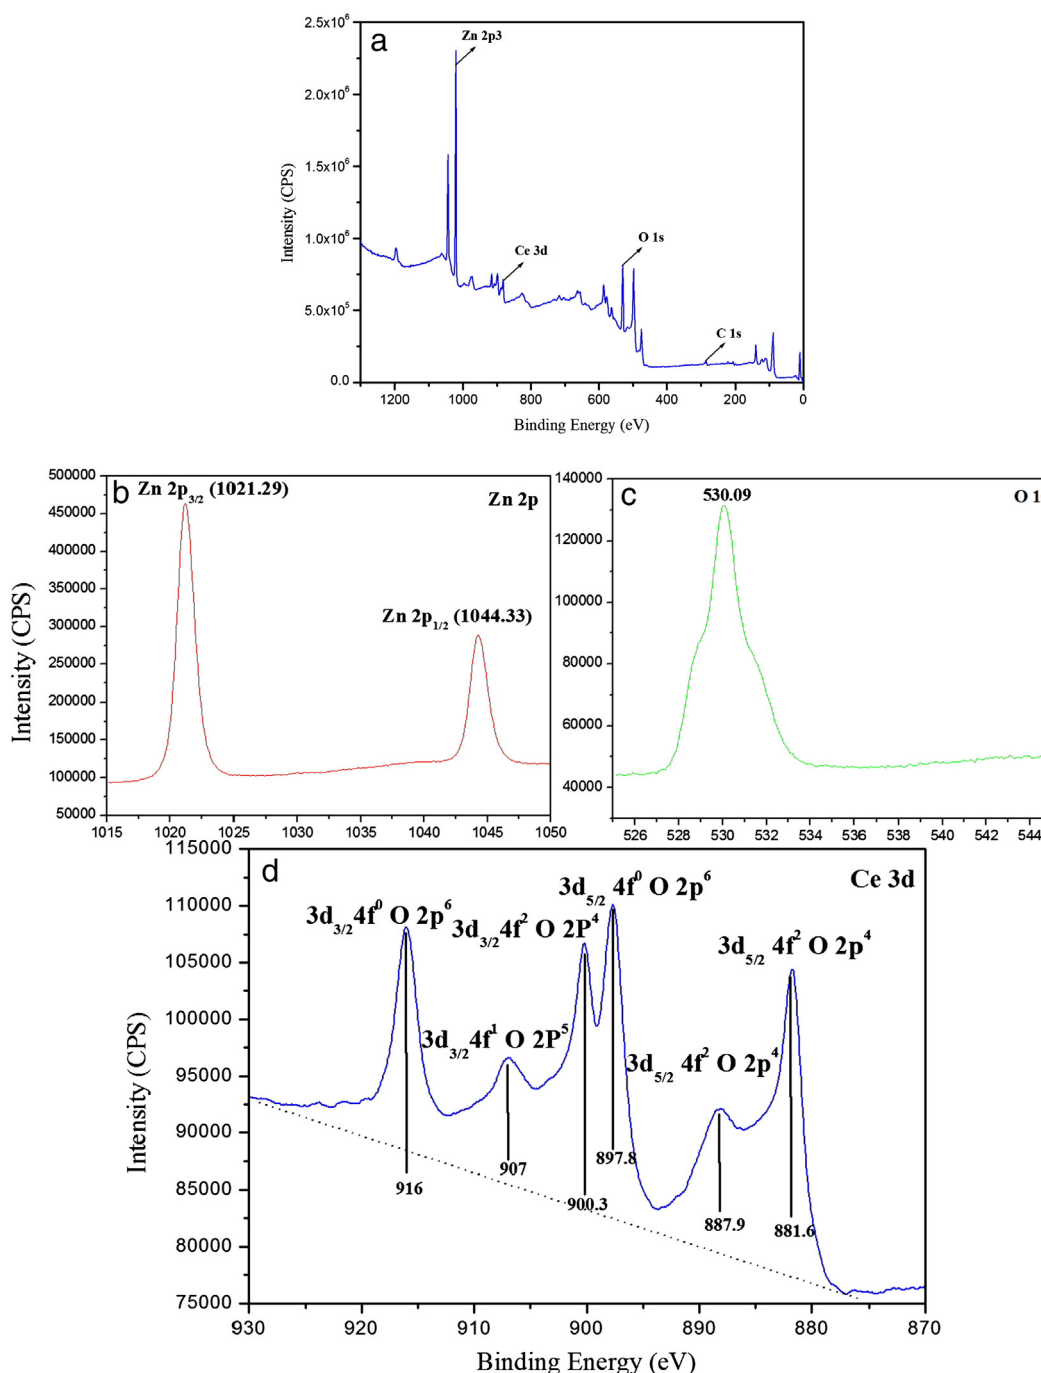 a
Zn 2p3
Ce 3d
O 1s
C 1s
2.5x10⁶
2.0x10⁶
1.5x10⁶
1.0x10⁶
5.0x10⁵
0.0
Intensity (CPS)
1200 1000 800 600 400 200 0
Binding Energy (eV)
b
Zn 2p3/2 (1021.29)
Zn 2p
Zn 2p1/2 (1044.33)
500000
450000
400000
350000
300000
250000
200000
150000
100000
50000
Intensity (CPS)
1015 1020 1025 1030 1035 1040 1045 1050
c
530.09
O 1
140000
120000
100000
80000
60000
40000
526 528 530 532 534 536 538 540 542 544
d
Ce 3d
3d3/2 4f⁰ O 2p⁶
3d3/2 4f² O 2P⁴
3d5/2 4f⁰ O 2p⁶
3d5/2 4f² O 2p⁴
3d3/2 4f¹ O 2P⁵
3d5/2 4f² O 2p⁴
916
907
900.3
897.8
887.9
881.6
115000
110000
105000
100000
95000
90000
85000
80000
75000
Intensity (CPS)
930 920 910 900 890 880 870
Binding Energy (eV)